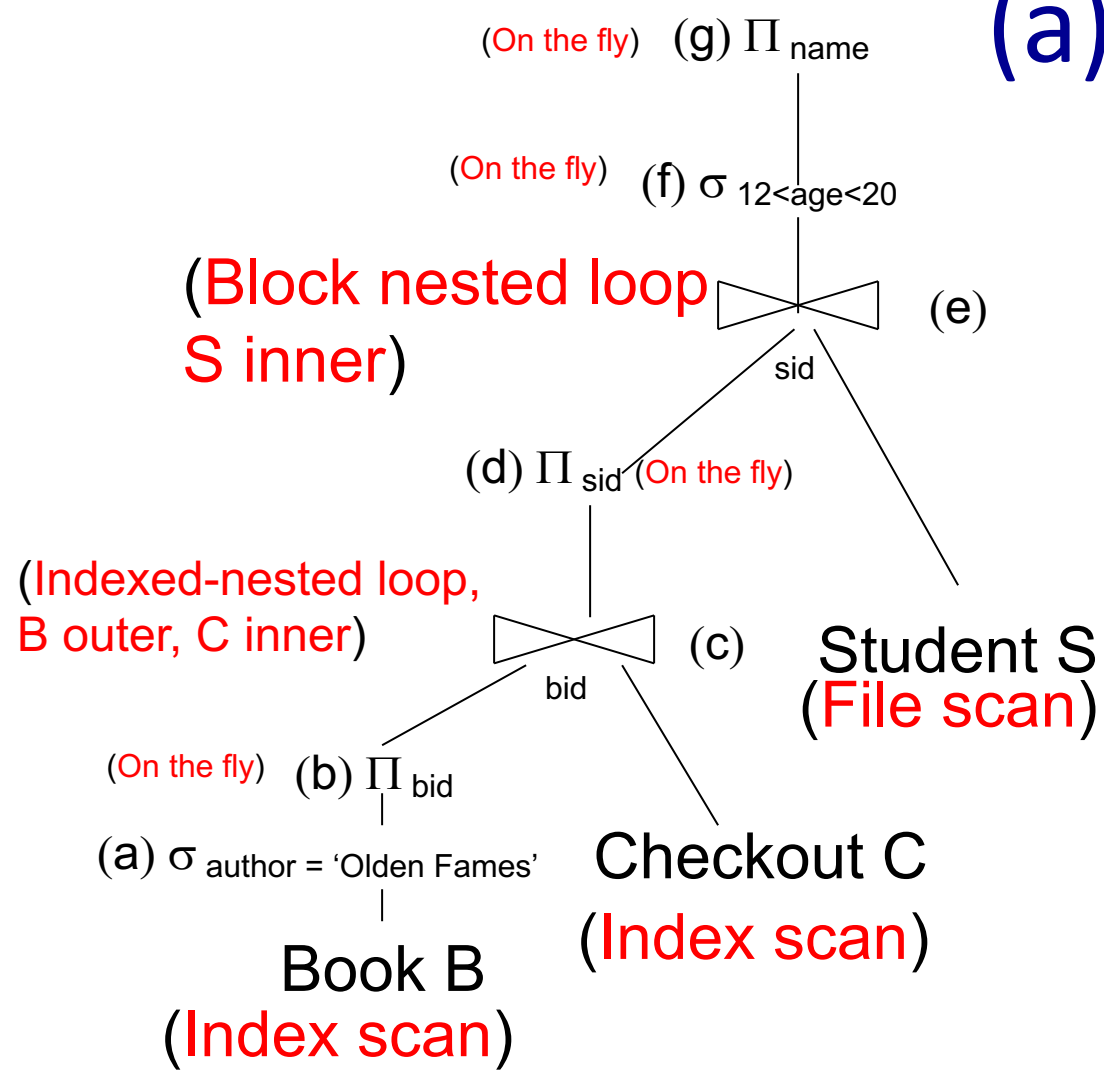 (a)
(On the fly) (g) Π name
(On the fly) (f) σ 12<age<20
(Block nested loop
S inner)
(e)
sid
(d) Π sid (On the fly)
(Indexed-nested loop,
B outer, C inner)
(c)
bid
Student S
(File scan)
(On the fly) (b) Π bid
(a) σ author = ‘Olden Fames’
Checkout C
(Index scan)
Book B
(Index scan)